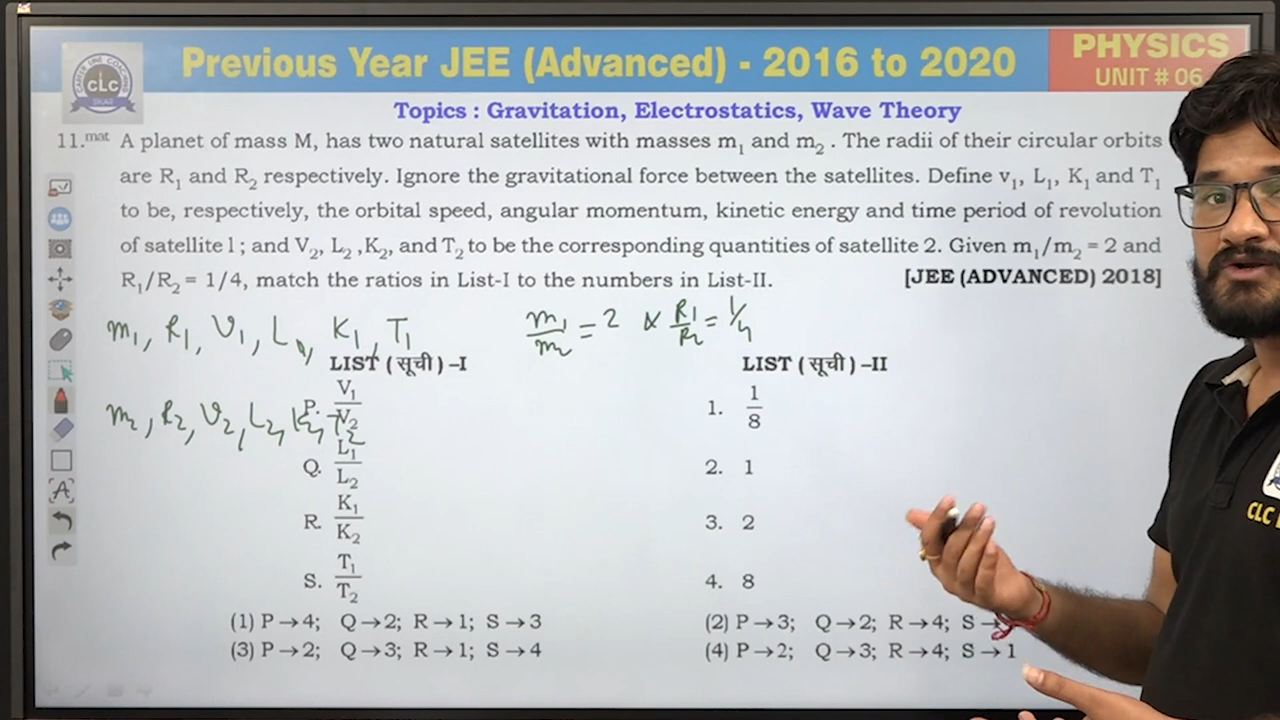 Previous Year JEE (Advanced) - 2016 to 2020
PHYSICS
UNIT # 06
CLC
SIKAR
Topics : Gravitation, Electrostatics, Wave Theory
11.mat A planet of mass M, has two natural satellites with masses m₁ and m₂ . The radii of their circular orbits
are R₁ and R₂ respectively. Ignore the gravitational force between the satellites. Define v₁, L₁, K₁ and T₁
to be, respectively, the orbital speed, angular momentum, kinetic energy and time period of revolution
of satellite 1 ; and V₂, L₂ ,K₂, and T₂ to be the corresponding quantities of satellite 2. Given m₁/m₂ = 2 and
R₁/R₂ = 1/4, match the ratios in List-I to the numbers in List-II. [JEE (ADVANCED) 2018]
m₁, R₁, v₁, L₁, K₁, T₁ m₁/m₂ = 2 & R₁/R₂ = 1/4
LIST (सूची) –I LIST (सूची) –II
m₂, R₂, v₂, L₂, K₂, T₂
P. V₁/V₂ 1. 1/8
Q. L₁/L₂ 2. 1
R. K₁/K₂ 3. 2
S. T₁/T₂ 4. 8
(1) P→4; Q→2; R→1; S→3 (2) P→3; Q→2; R→4; S→
(3) P→2; Q→3; R→1; S→4 (4) P→2; Q→3; R→4; S→1
CLC